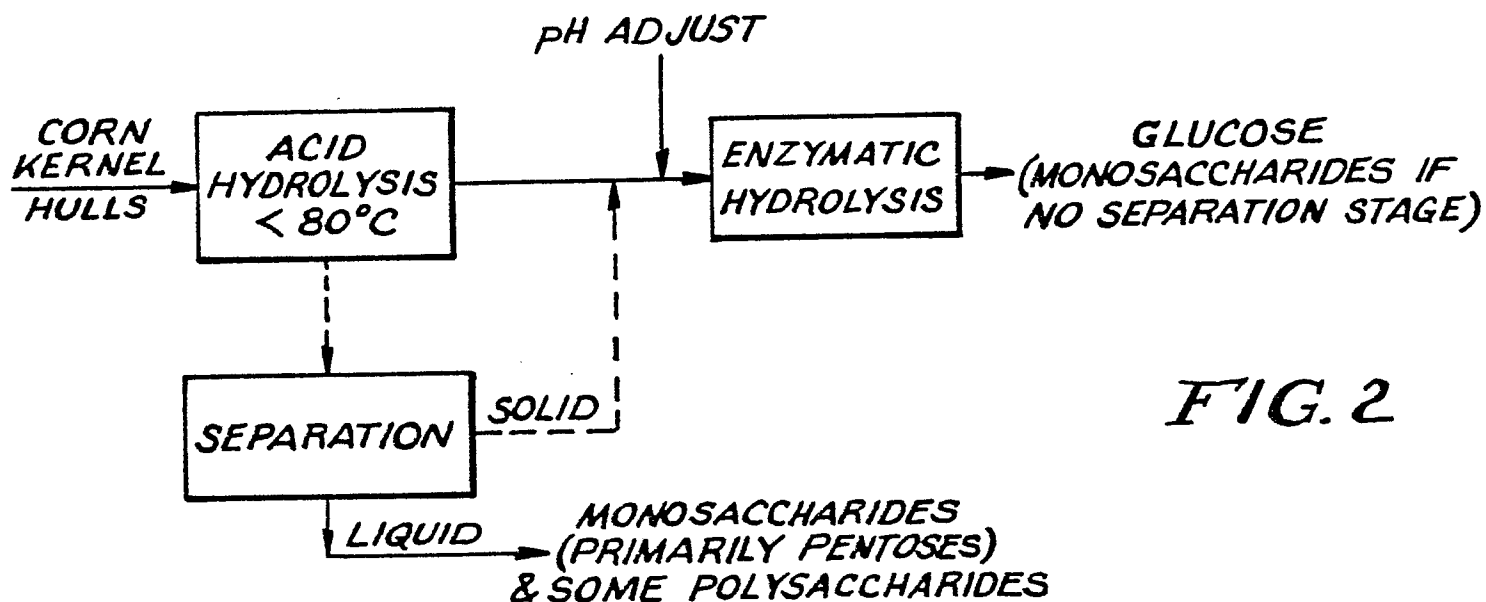 pH ADJUST
CORN
KERNEL
HULLS
ACID
HYDROLYSIS
< 80°C
ENZYMATIC
HYDROLYSIS
GLUCOSE
(MONOSACCHARIDES IF
NO SEPARATION STAGE)
SEPARATION
SOLID
FIG. 2
LIQUID
MONOSACCHARIDES
(PRIMARILY PENTOSES)
& SOME POLYSACCHARIDES